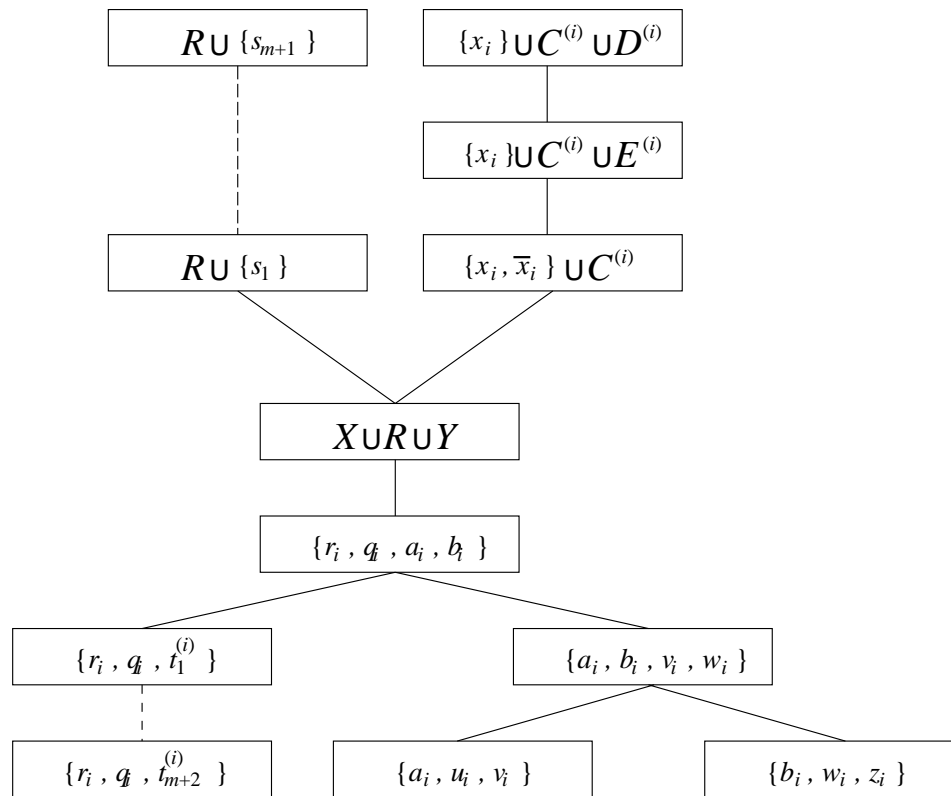 R ∪ {s_{m+1} } {x_i } ∪ C^{(i)} ∪ D^{(i)}
{x_i } ∪ C^{(i)} ∪ E^{(i)}
R ∪ {s_1 } {x_i , x̅_i } ∪ C^{(i)}
X ∪ R ∪ Y
{r_i , q_i , a_i , b_i }
{r_i , q_i , t_1^{(i)} } {a_i , b_i , v_i , w_i }
{r_i , q_i , t_{m+2}^{(i)} } {a_i , u_i , v_i } {b_i , w_i , z_i }